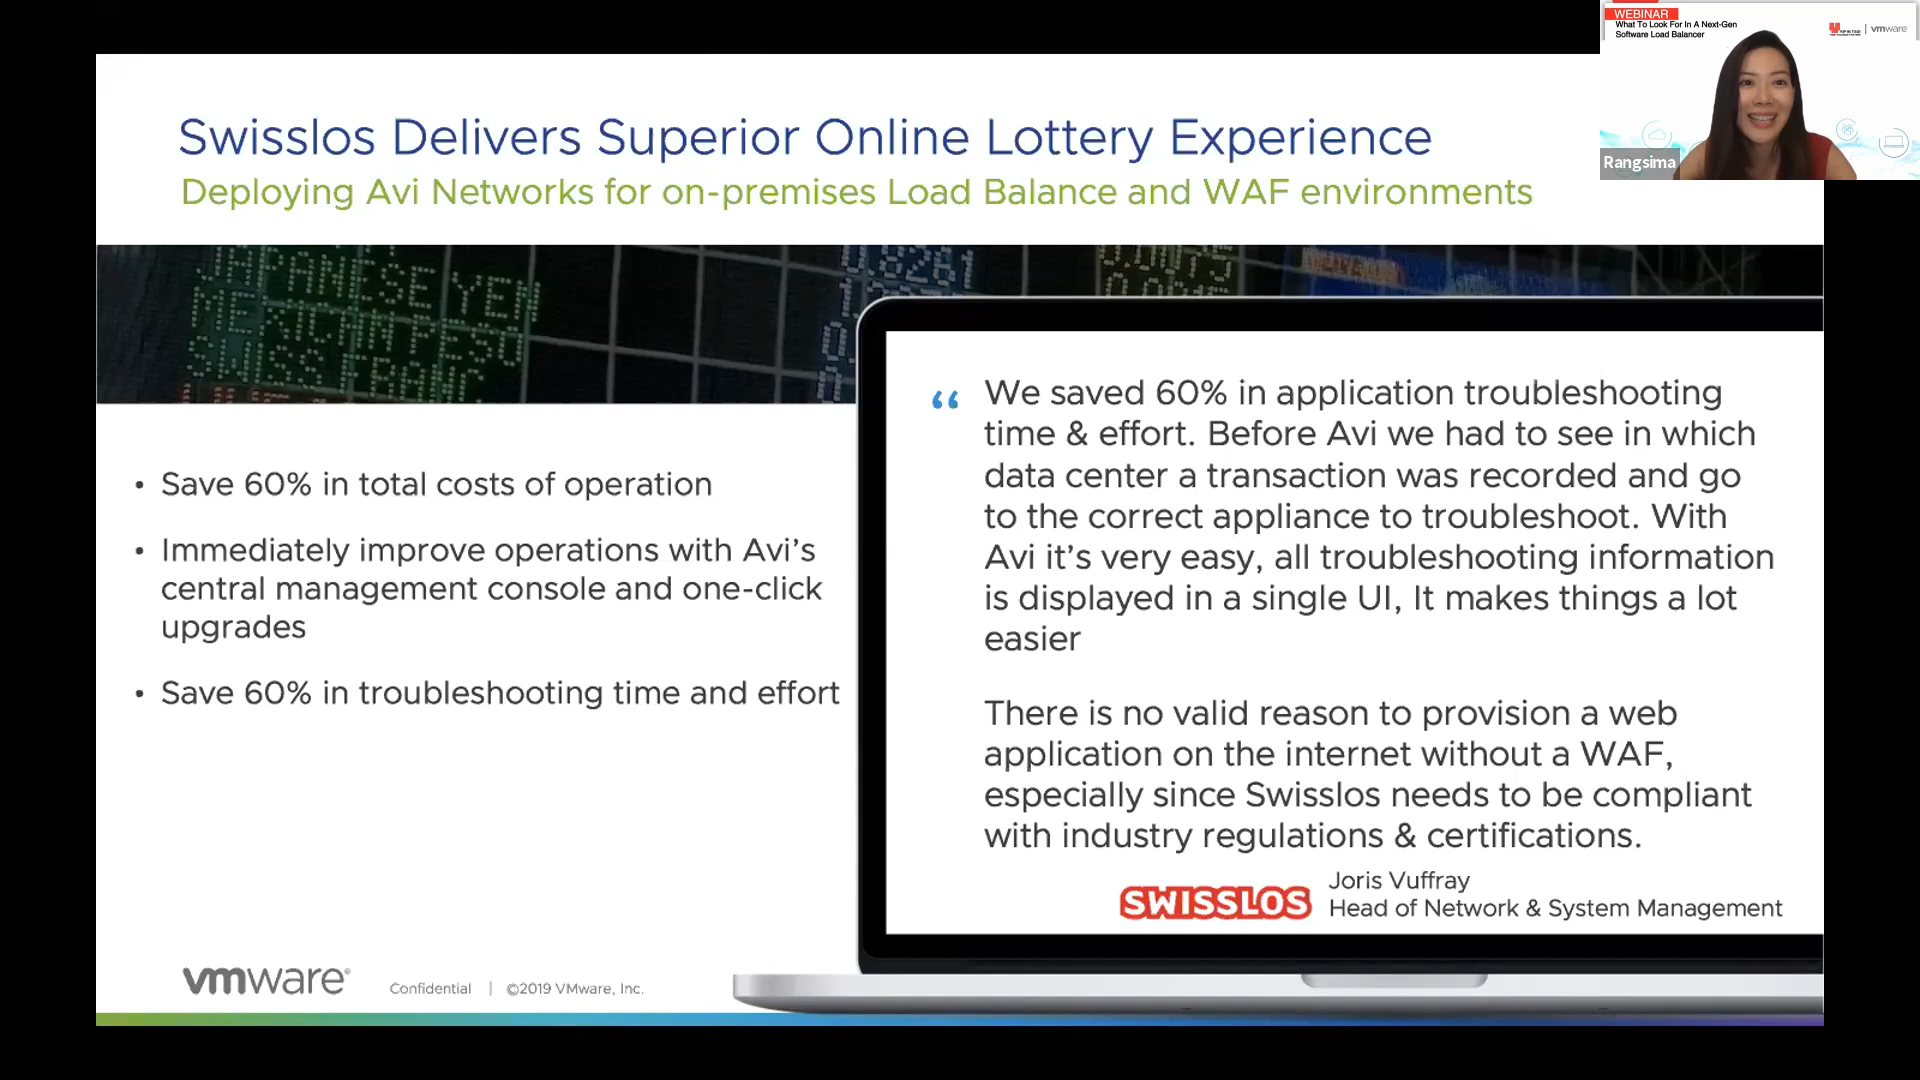 WEBINAR
What To Look For In A Next-Gen
Software Load Balancer
vmware
Rangsima
Swisslos Delivers Superior Online Lottery Experience
Deploying Avi Networks for on-premises Load Balance and WAF environments
JAPANESE YEN
MEXICAN PESO
SWISS FRANC
• Save 60% in total costs of operation
• Immediately improve operations with Avi’s
central management console and one-click
upgrades
• Save 60% in troubleshooting time and effort
“ We saved 60% in application troubleshooting
time & effort. Before Avi we had to see in which
data center a transaction was recorded and go
to the correct appliance to troubleshoot. With
Avi it’s very easy, all troubleshooting information
is displayed in a single UI, It makes things a lot
easier
There is no valid reason to provision a web
application on the internet without a WAF,
especially since Swisslos needs to be compliant
with industry regulations & certifications.
SWISSLOS
Joris Vuffray
Head of Network & System Management
vmware®
Confidential | ©2019 VMware, Inc.